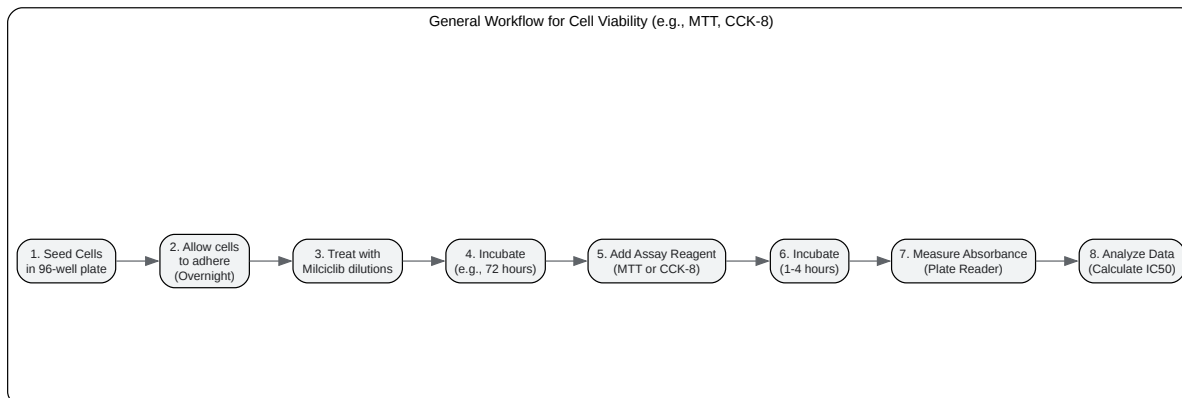 General Workflow for Cell Viability (e.g., MTT, CCK-8)
1. Seed Cells
in 96-well plate
2. Allow cells
to adhere
(Overnight)
3. Treat with
Milciclib dilutions
4. Incubate
(e.g., 72 hours)
5. Add Assay Reagent
(MTT or CCK-8)
6. Incubate
(1-4 hours)
7. Measure Absorbance
(Plate Reader)
8. Analyze Data
(Calculate IC50)